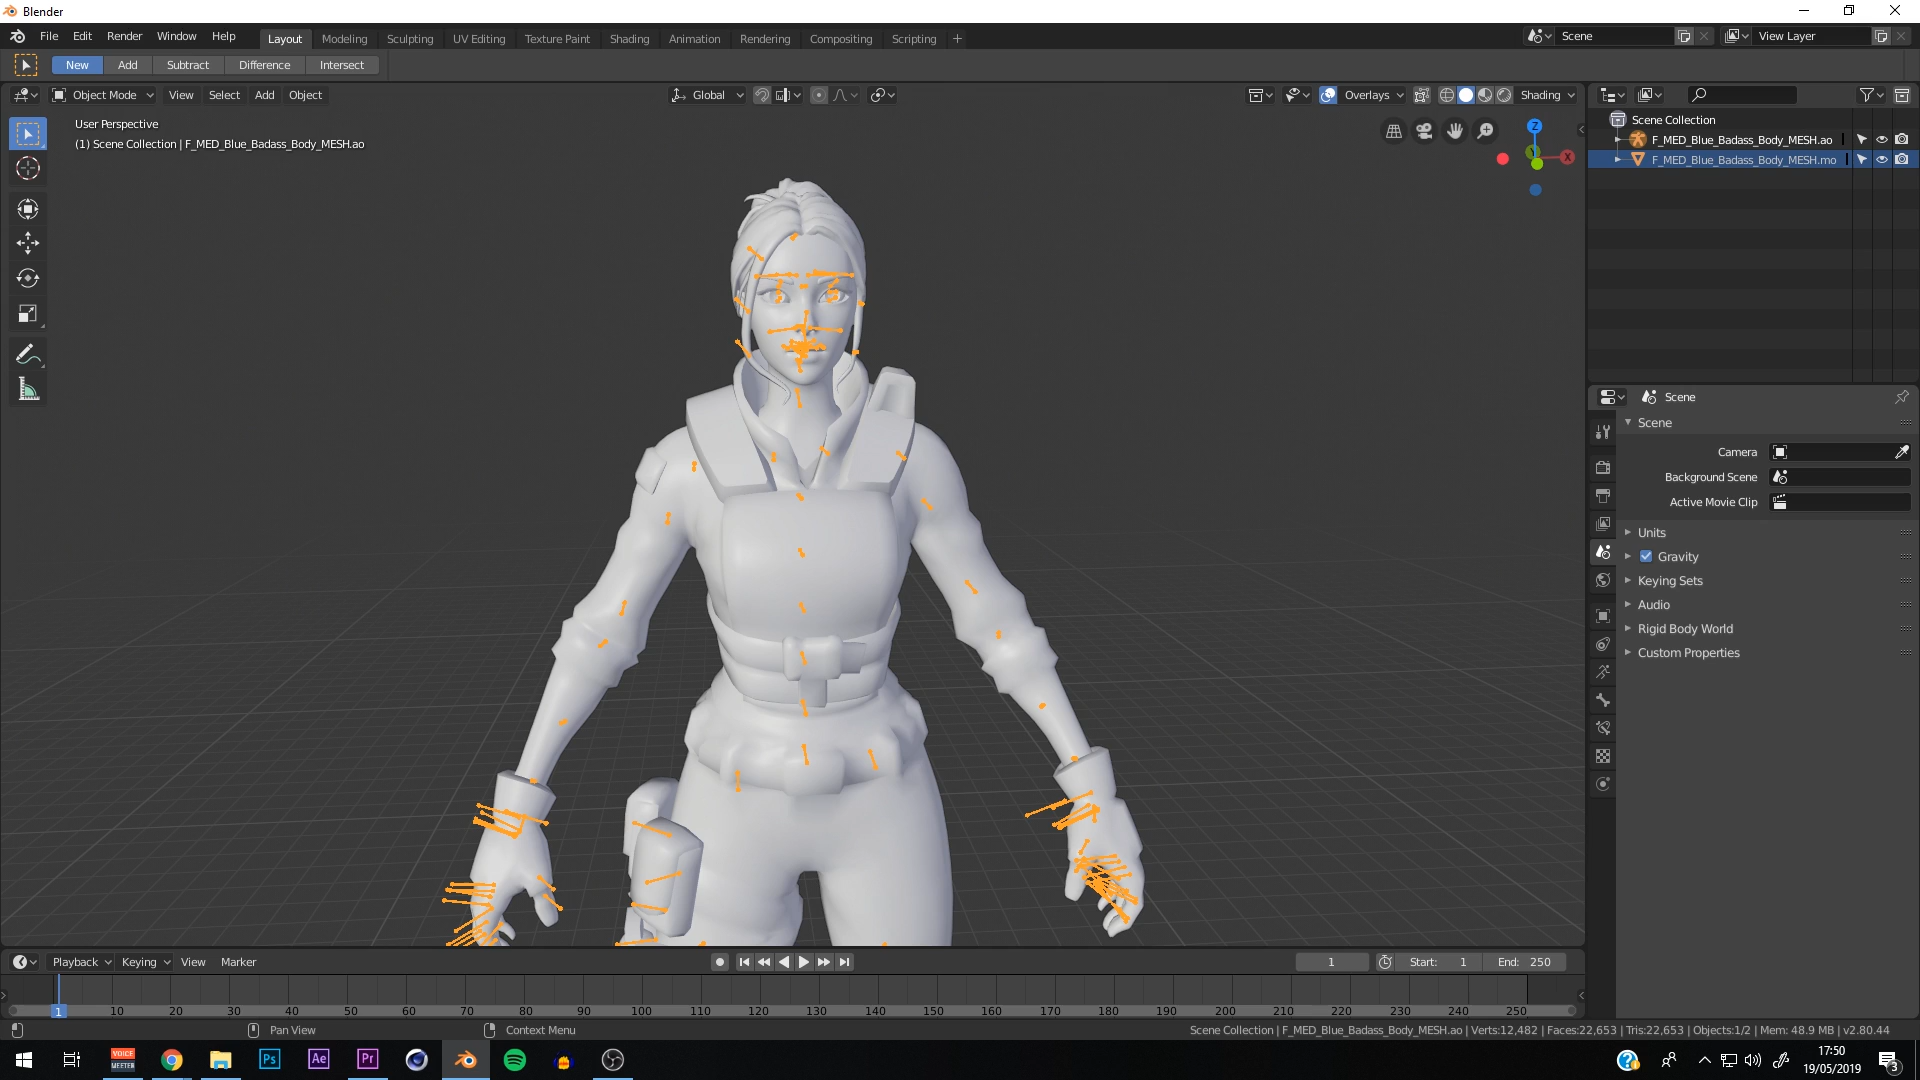 Blender
File Edit Render Window Help Layout Modeling Sculpting UV Editing Texture Paint Shading Animation Rendering Compositing Scripting + Scene View Layer
New Add Subtract Difference Intersect
Object Mode View Select Add Object Global Overlays Shading
User Perspective
(1) Scene Collection | F_MED_Blue_Badass_Body_MESH.ao
Z
X
Scene Collection
F_MED_Blue_Badass_Body_MESH.ao
F_MED_Blue_Badass_Body_MESH.mo
Scene
Scene
Camera
Background Scene
Active Movie Clip
Units
Gravity
Keying Sets
Audio
Rigid Body World
Custom Properties
Playback Keying View Marker 1 Start: 1 End: 250
1 10 20 30 40 50 60 70 80 90 100 110 120 130 140 150 160 170 180 190 200 210 220 230 240 250
Pan View Context Menu Scene Collection | F_MED_Blue_Badass_Body_MESH.ao | Verts:12,482 | Faces:22,653 | Tris:22,653 | Objects:1/2 | Mem: 48.9 MB | v2.80.44
VOICE
MEETER
Ps Ae Pr
17:50
19/05/2019
3